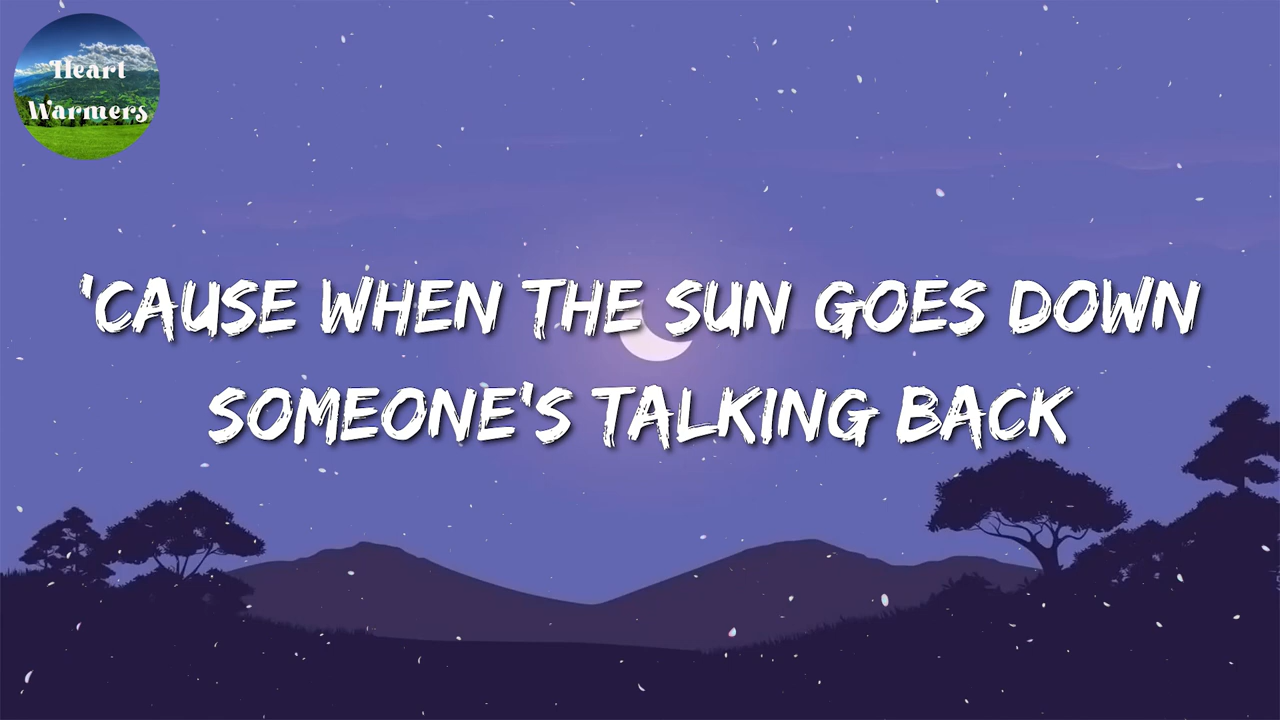 Heart
Warmers
'CAUSE WHEN THE SUN GOES DOWN
SOMEONE'S TALKING BACK